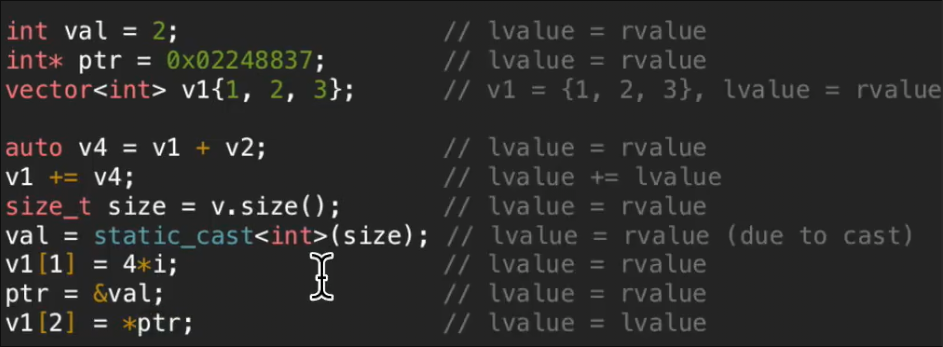 int val = 2; // lvalue = rvalue
int* ptr = 0x02248837; // lvalue = rvalue
vector<int> v1{1, 2, 3}; // v1 = {1, 2, 3}, lvalue = rvalue
auto v4 = v1 + v2; // lvalue = rvalue
v1 += v4; // lvalue += lvalue
size_t size = v.size(); // lvalue = rvalue
val = static_cast<int>(size); // lvalue = rvalue (due to cast)
v1[1] = 4*i; // lvalue = rvalue
ptr = &val; // lvalue = rvalue
v1[2] = *ptr; // lvalue = lvalue